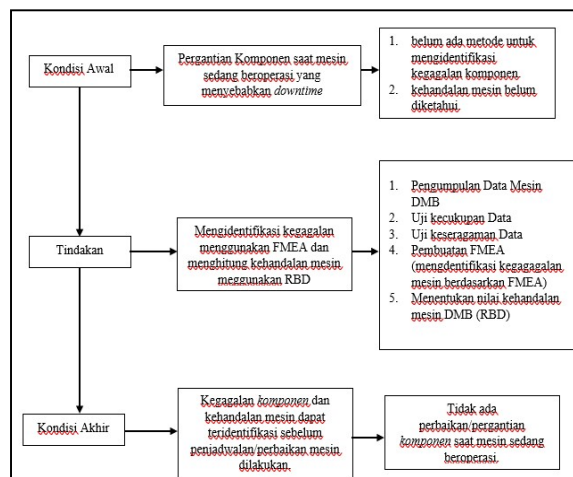 Kondisi Awal
Pergantian Komponen saat mesin
sedang beroperasi yang
menyebabkan downtime
1. belum ada metode untuk
mengidentifikasi
kegagalan komponen
2. kehandalan mesin belum
diketahui.
Tindakan
Mengidentifikasi kegagalan
menggunakan FMEA dan
menghitung kehandalan mesin
meggunakan RBD
1. Pengumpulan Data Mesin
DMB
2. Uji kecukupan Data
3. Uji keseragaman Data
4. Pembuatan FMEA
(mengdentifikasi kegagagalan
mesin berdasarkan FMEA)
5. Menentukan nilai kehandalan
mesin DMB (RBD)
Kondisi Akhir
Kegagalan komponen dan
kehandalan mesin dapat
teridentifikasi sebelum
penjadwalan/perbaikan mesin
dilakukan.
Tidak ada
perbaikan/pergantian
komponen saat mesin sedang
beroperasi.